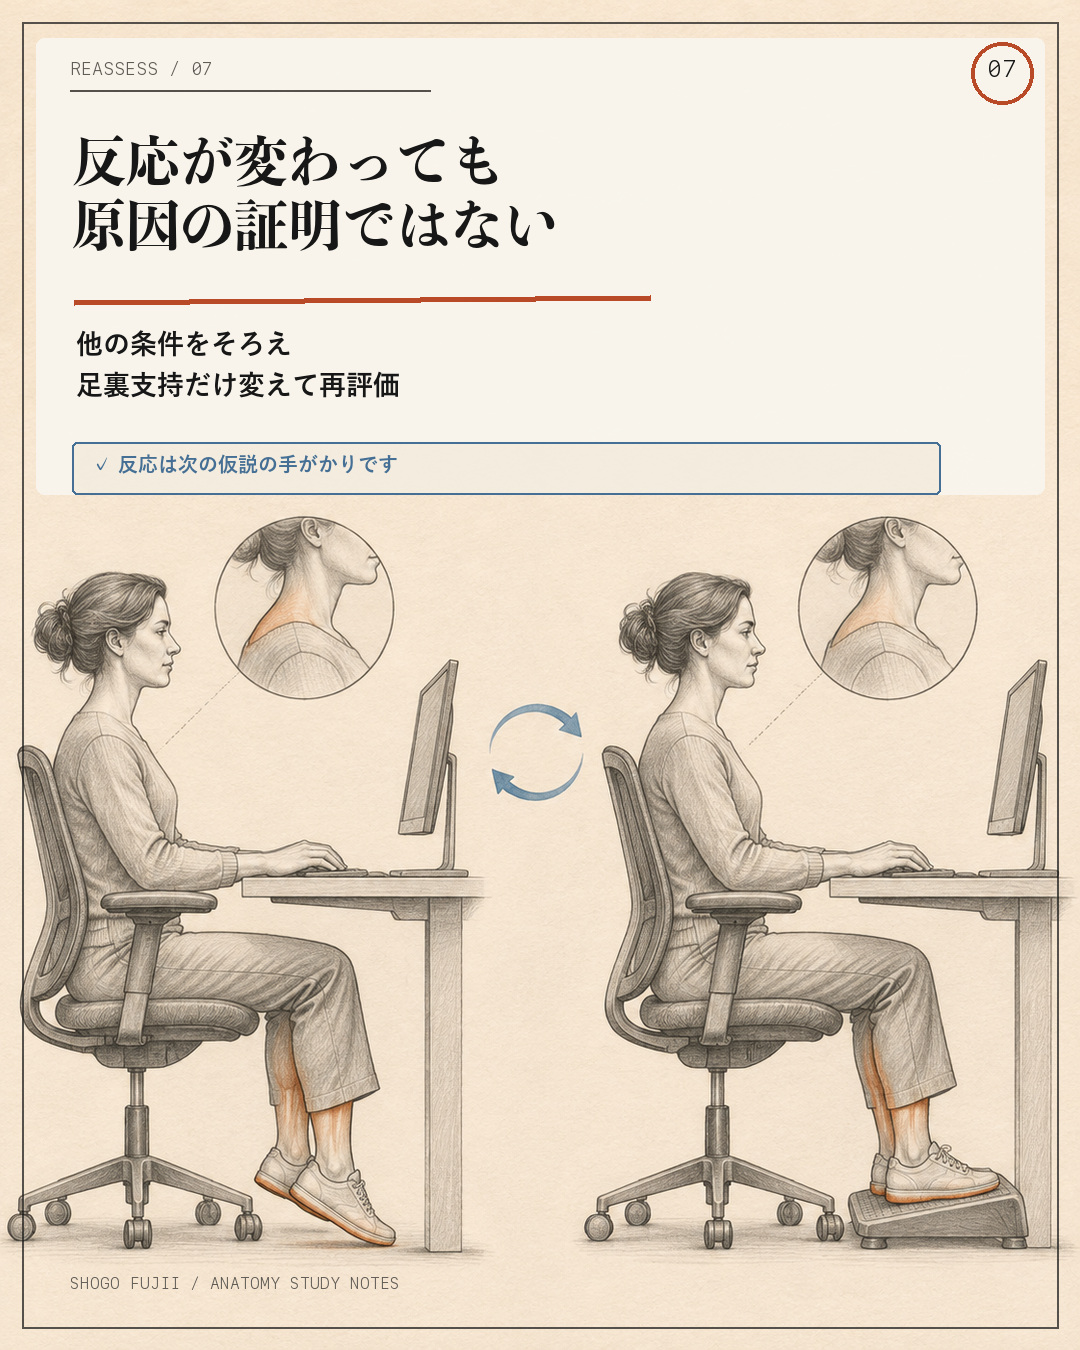 REASSESS / 07
07
反応が変わっても
原因の証明ではない
他の条件をそろえ
足裏支持だけ変えて再評価
✓ 反応は次の仮説の手がかりです
SHOGO FUJII / ANATOMY STUDY NOTES